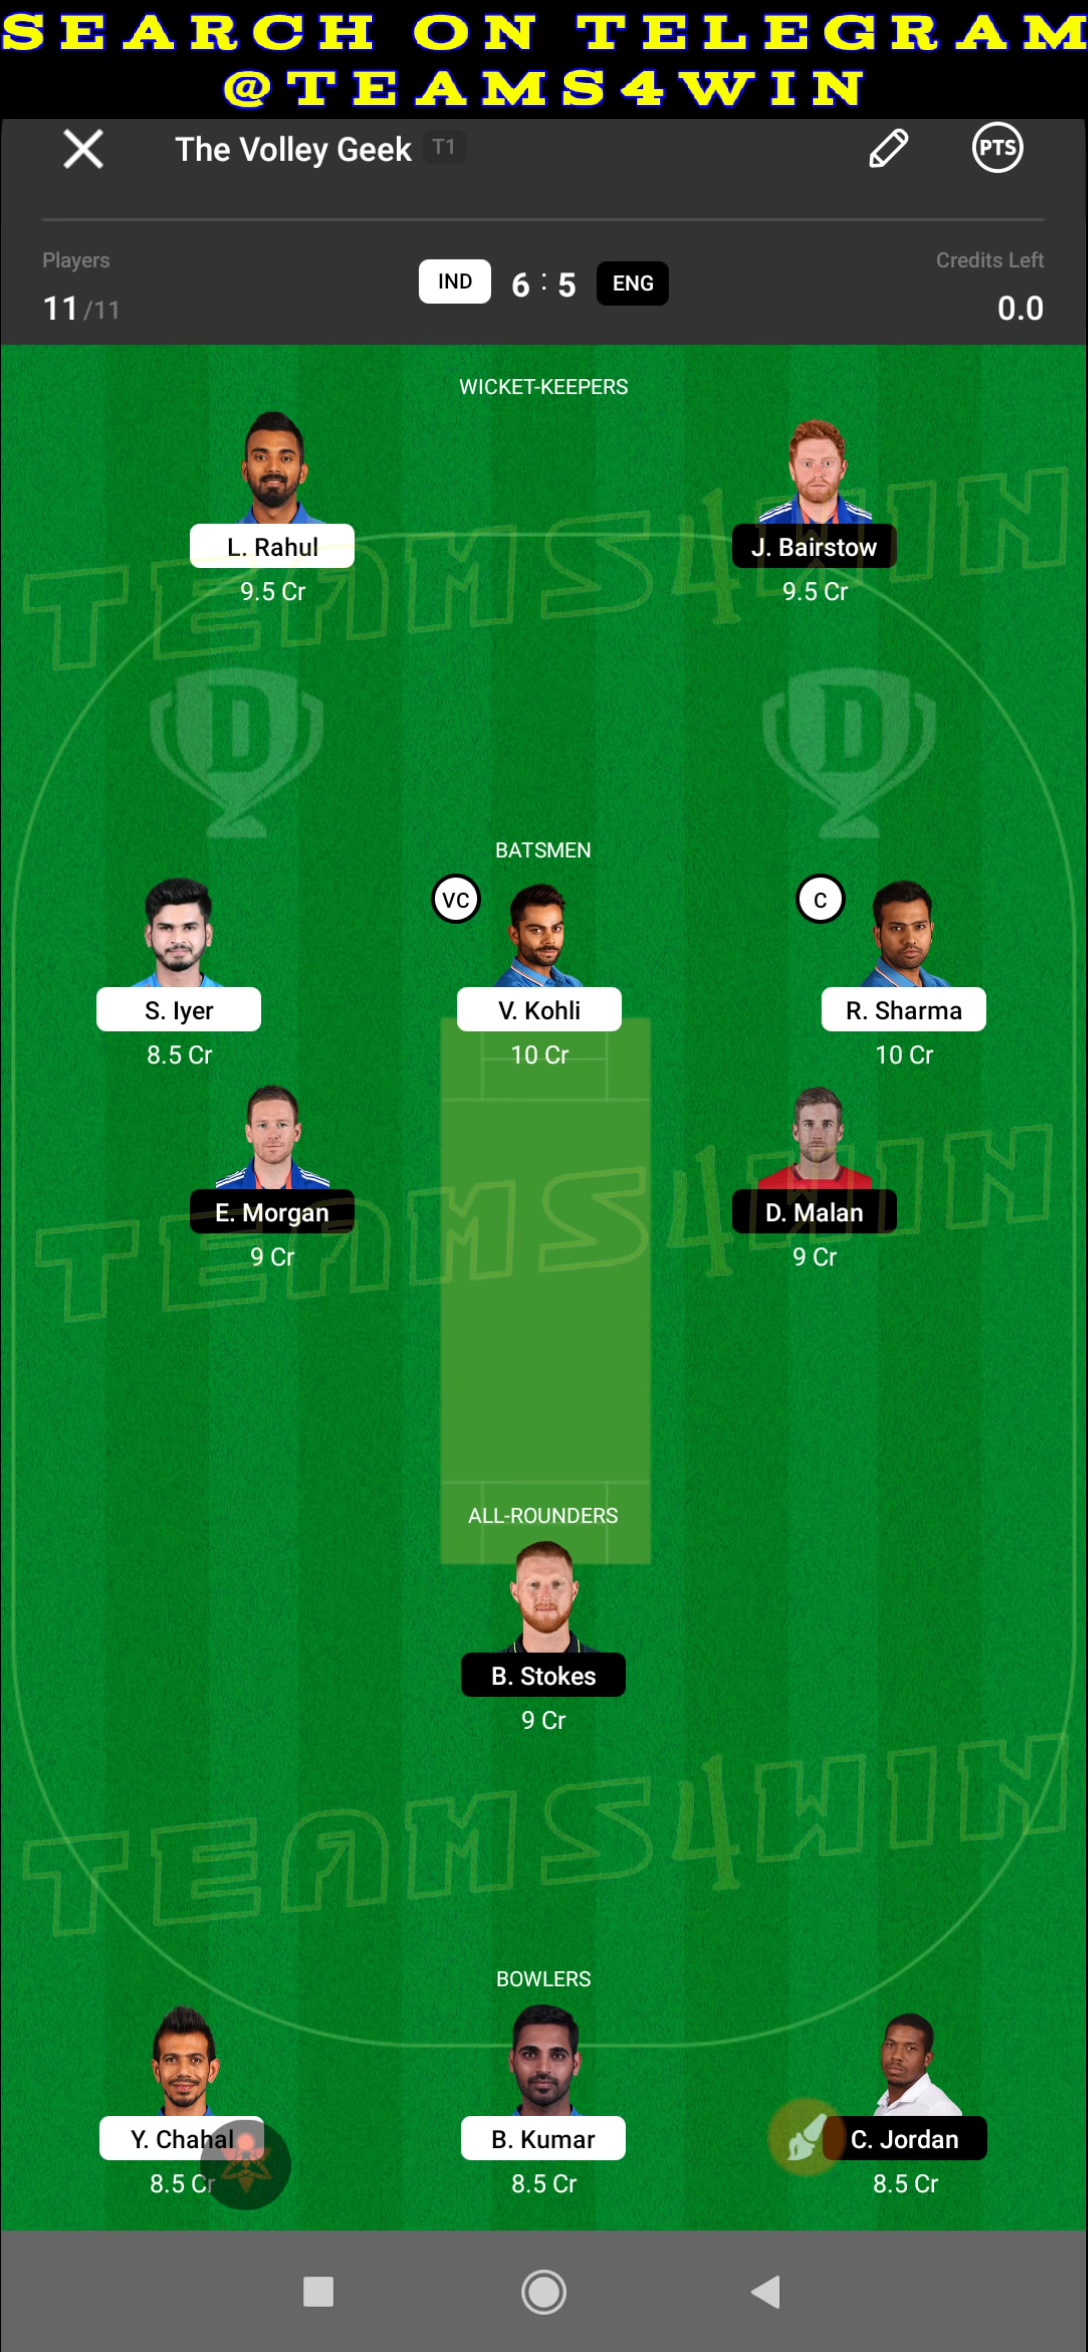 SEARCH ON TELEGRAM
@TEAMS4WIN
The Volley Geek T1
PTS
Players
Credits Left
IND 6 : 5 ENG
11/11
0.0
WICKET-KEEPERS
L. Rahul
J. Bairstow
9.5 Cr
9.5 Cr
TEAMS4WIN
D
D
BATSMEN
VC
C
S. Iyer
V. Kohli
R. Sharma
8.5 Cr
10 Cr
10 Cr
E. Morgan
D. Malan
9 Cr
9 Cr
TEAMS4WIN
ALL-ROUNDERS
B. Stokes
9 Cr
TEAMS4WIN
BOWLERS
Y. Chahal
B. Kumar
C. Jordan
8.5 Cr
8.5 Cr
8.5 Cr